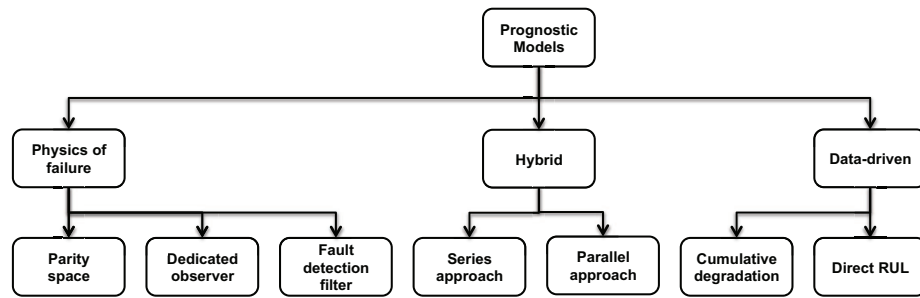 Prognostic
Models
Physics of
failure
Hybrid
Data-driven
Parity
space
Dedicated
observer
Fault
detection
filter
Series
approach
Parallel
approach
Cumulative
degradation
Direct RUL